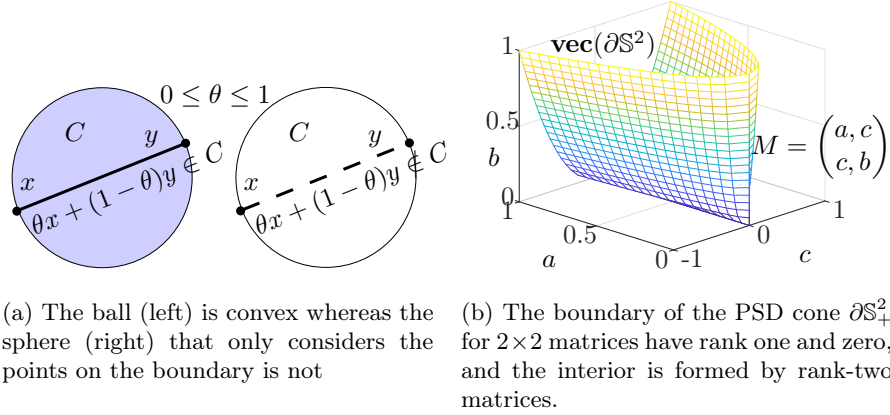 0 ≤ θ ≤ 1
C
y
x
θx + (1 − θ)y ∈ C
C
y
x
θx + (1 − θ)y ∉ C
(a) The ball (left) is convex whereas the
sphere (right) that only considers the
points on the boundary is not
vec(∂𝕊²)
M = (a, c
c, b)
1
0.5
0
b
1
0.5
0
a
-1
0
1
c
(b) The boundary of the PSD cone ∂𝕊²₊
for 2×2 matrices have rank one and zero,
and the interior is formed by rank-two
matrices.